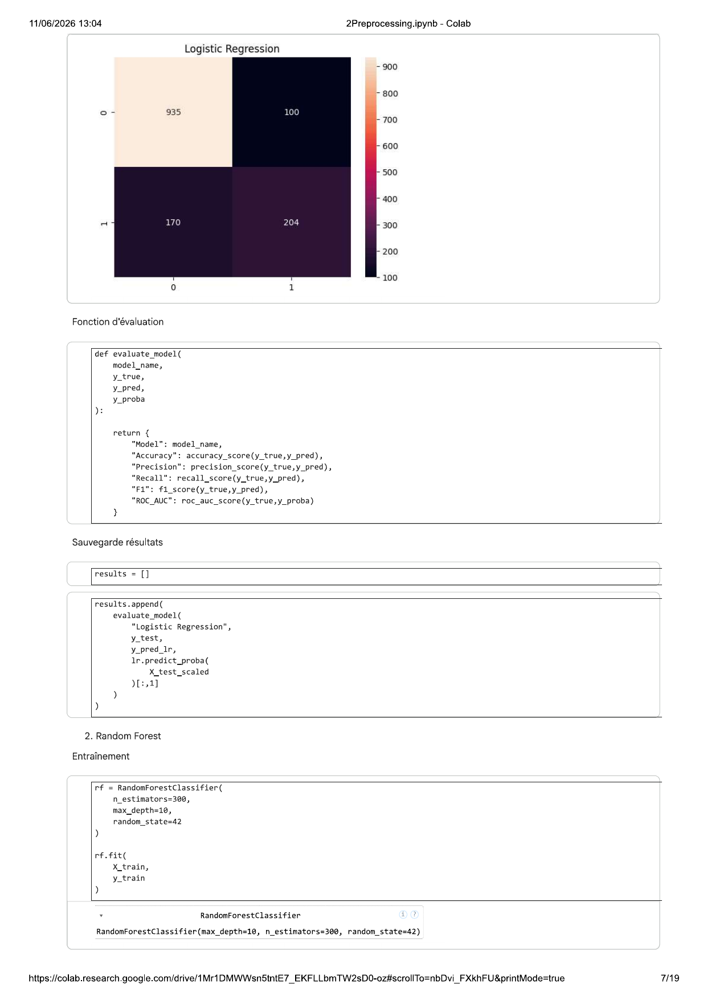 11/06/2026 13:04
2Preprocessing.ipynb - Colab
Logistic Regression
900
800
700
600
500
400
300
200
100
0
935
100
1
170
204
0
1
Fonction d'évaluation
def evaluate_model(
    model_name,
    y_true,
    y_pred,
    y_proba
):
    return {
        "Model": model_name,
        "Accuracy": accuracy_score(y_true,y_pred),
        "Precision": precision_score(y_true,y_pred),
        "Recall": recall_score(y_true,y_pred),
        "F1": f1_score(y_true,y_pred),
        "ROC_AUC": roc_auc_score(y_true,y_proba)
    }
Sauvegarde résultats
results = []
results.append(
    evaluate_model(
        "Logistic Regression",
        y_test,
        y_pred_lr,
        lr.predict_proba(
            X_test_scaled
        )[:,1]
    )
)
2. Random Forest
Entraînement
rf = RandomForestClassifier(
    n_estimators=300,
    max_depth=10,
    random_state=42
)
rf.fit(
    X_train,
    y_train
)
▾ RandomForestClassifier i ?
RandomForestClassifier(max_depth=10, n_estimators=300, random_state=42)
https://colab.research.google.com/drive/1Mr1DMWWsn5tntE7_EKFLLbmTW2sD0-oz#scrollTo=nbDvi_FXkhFU&printMode=true
7/19